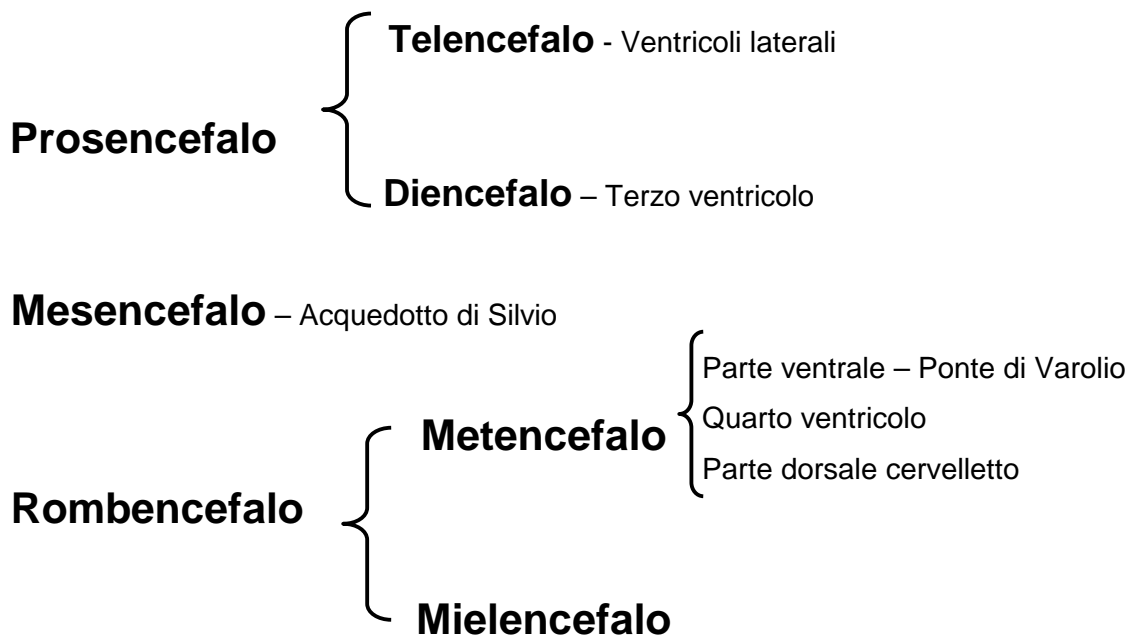 Telencefalo - Ventricoli laterali
Prosencefalo
Diencefalo – Terzo ventricolo
Mesencefalo – Acquedotto di Silvio
Parte ventrale – Ponte di Varolio
Metencefalo
Quarto ventricolo
Parte dorsale cervelletto
Rombencefalo
Mielencefalo